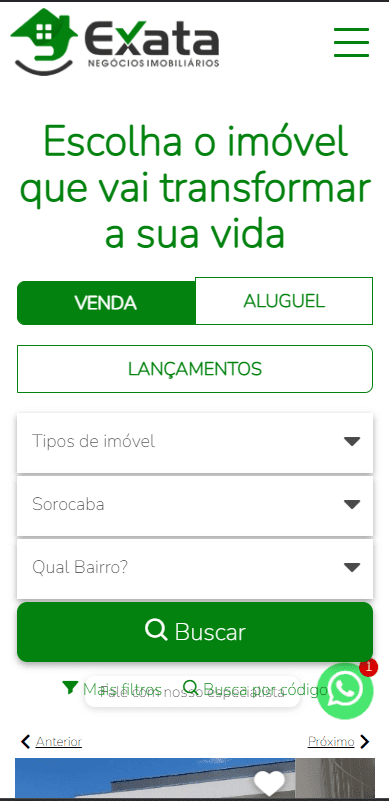 Exata
NEGÓCIOS IMOBILIÁRIOS
Escolha o imóvel
que vai transformar
a sua vida
VENDA
ALUGUEL
LANÇAMENTOS
Tipos de imóvel
Sorocaba
Qual Bairro?
Buscar
1
Mais filtros
Busca por código
Fale com nosso especialista
Anterior
Próximo